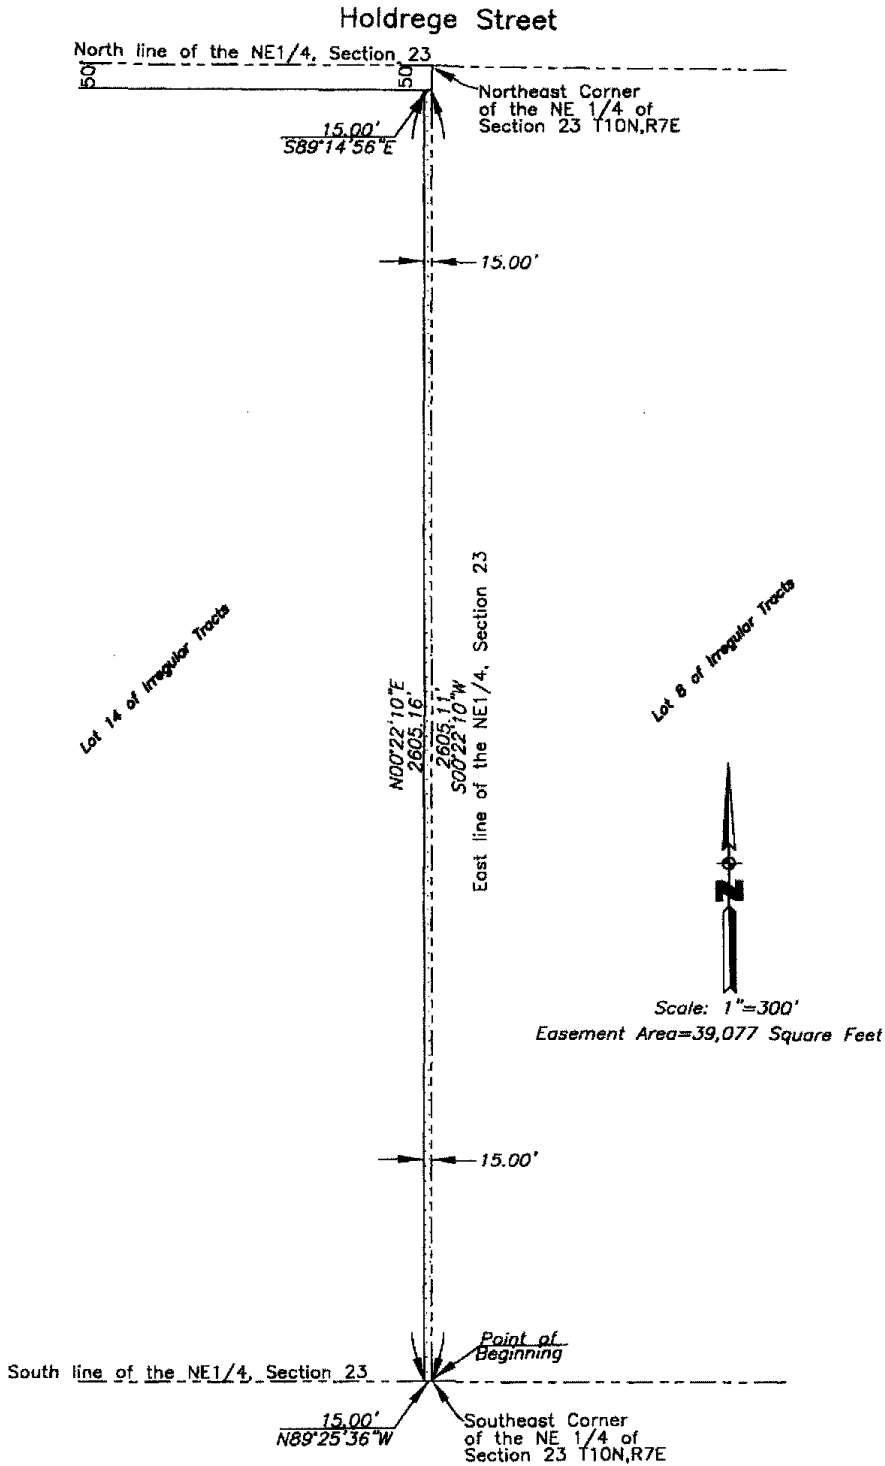 Holdrege Street
North line of the NE1/4, Section 23
50
50
Northeast Corner
of the NE 1/4 of
Section 23 T10N,R7E
15.00'
S89°14'56"E
15.00'
East line of the NE1/4, Section 23
N00°22'10"E
2605.16'
2605.11'
S00°22'10"W
Lot 14 of Irregular Tracts
Lot 8 of Irregular Tracts
N
Scale: 1"=300'
Easement Area=39,077 Square Feet
15.00'
Point of
Beginning
South line of the NE1/4, Section 23
15.00'
N89°25'36"W
Southeast Corner
of the NE 1/4 of
Section 23 T10N,R7E